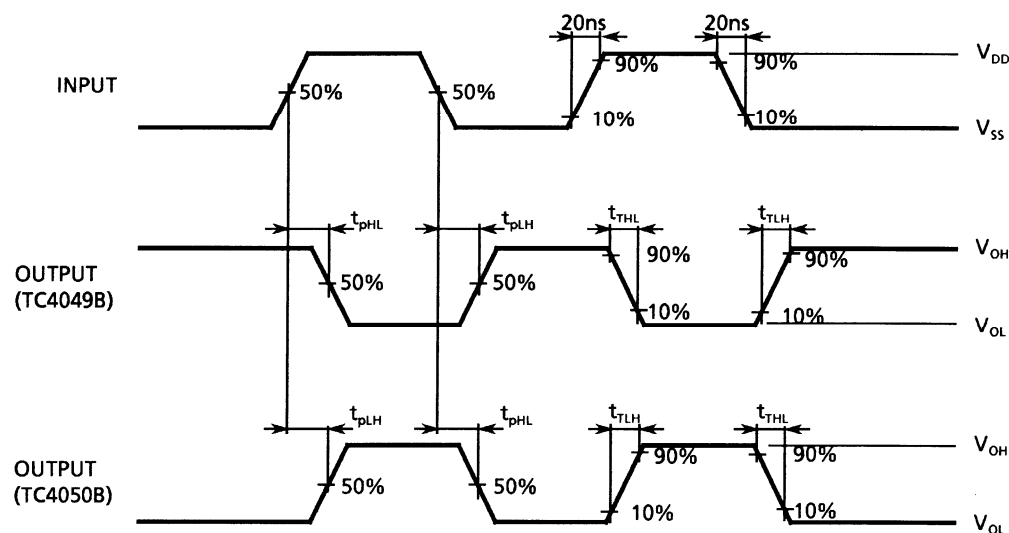 20ns 20ns
V_DD
90% 90%
INPUT
50% 50%
10% 10%
V_SS
t_pHL t_pLH t_THL t_TLH
V_OH
90% 90%
OUTPUT
(TC4049B)
50% 50%
10% 10%
V_OL
t_pLH t_pHL t_TLH t_THL
V_OH
90% 90%
OUTPUT
(TC4050B)
50% 50%
10% 10%
V_OL